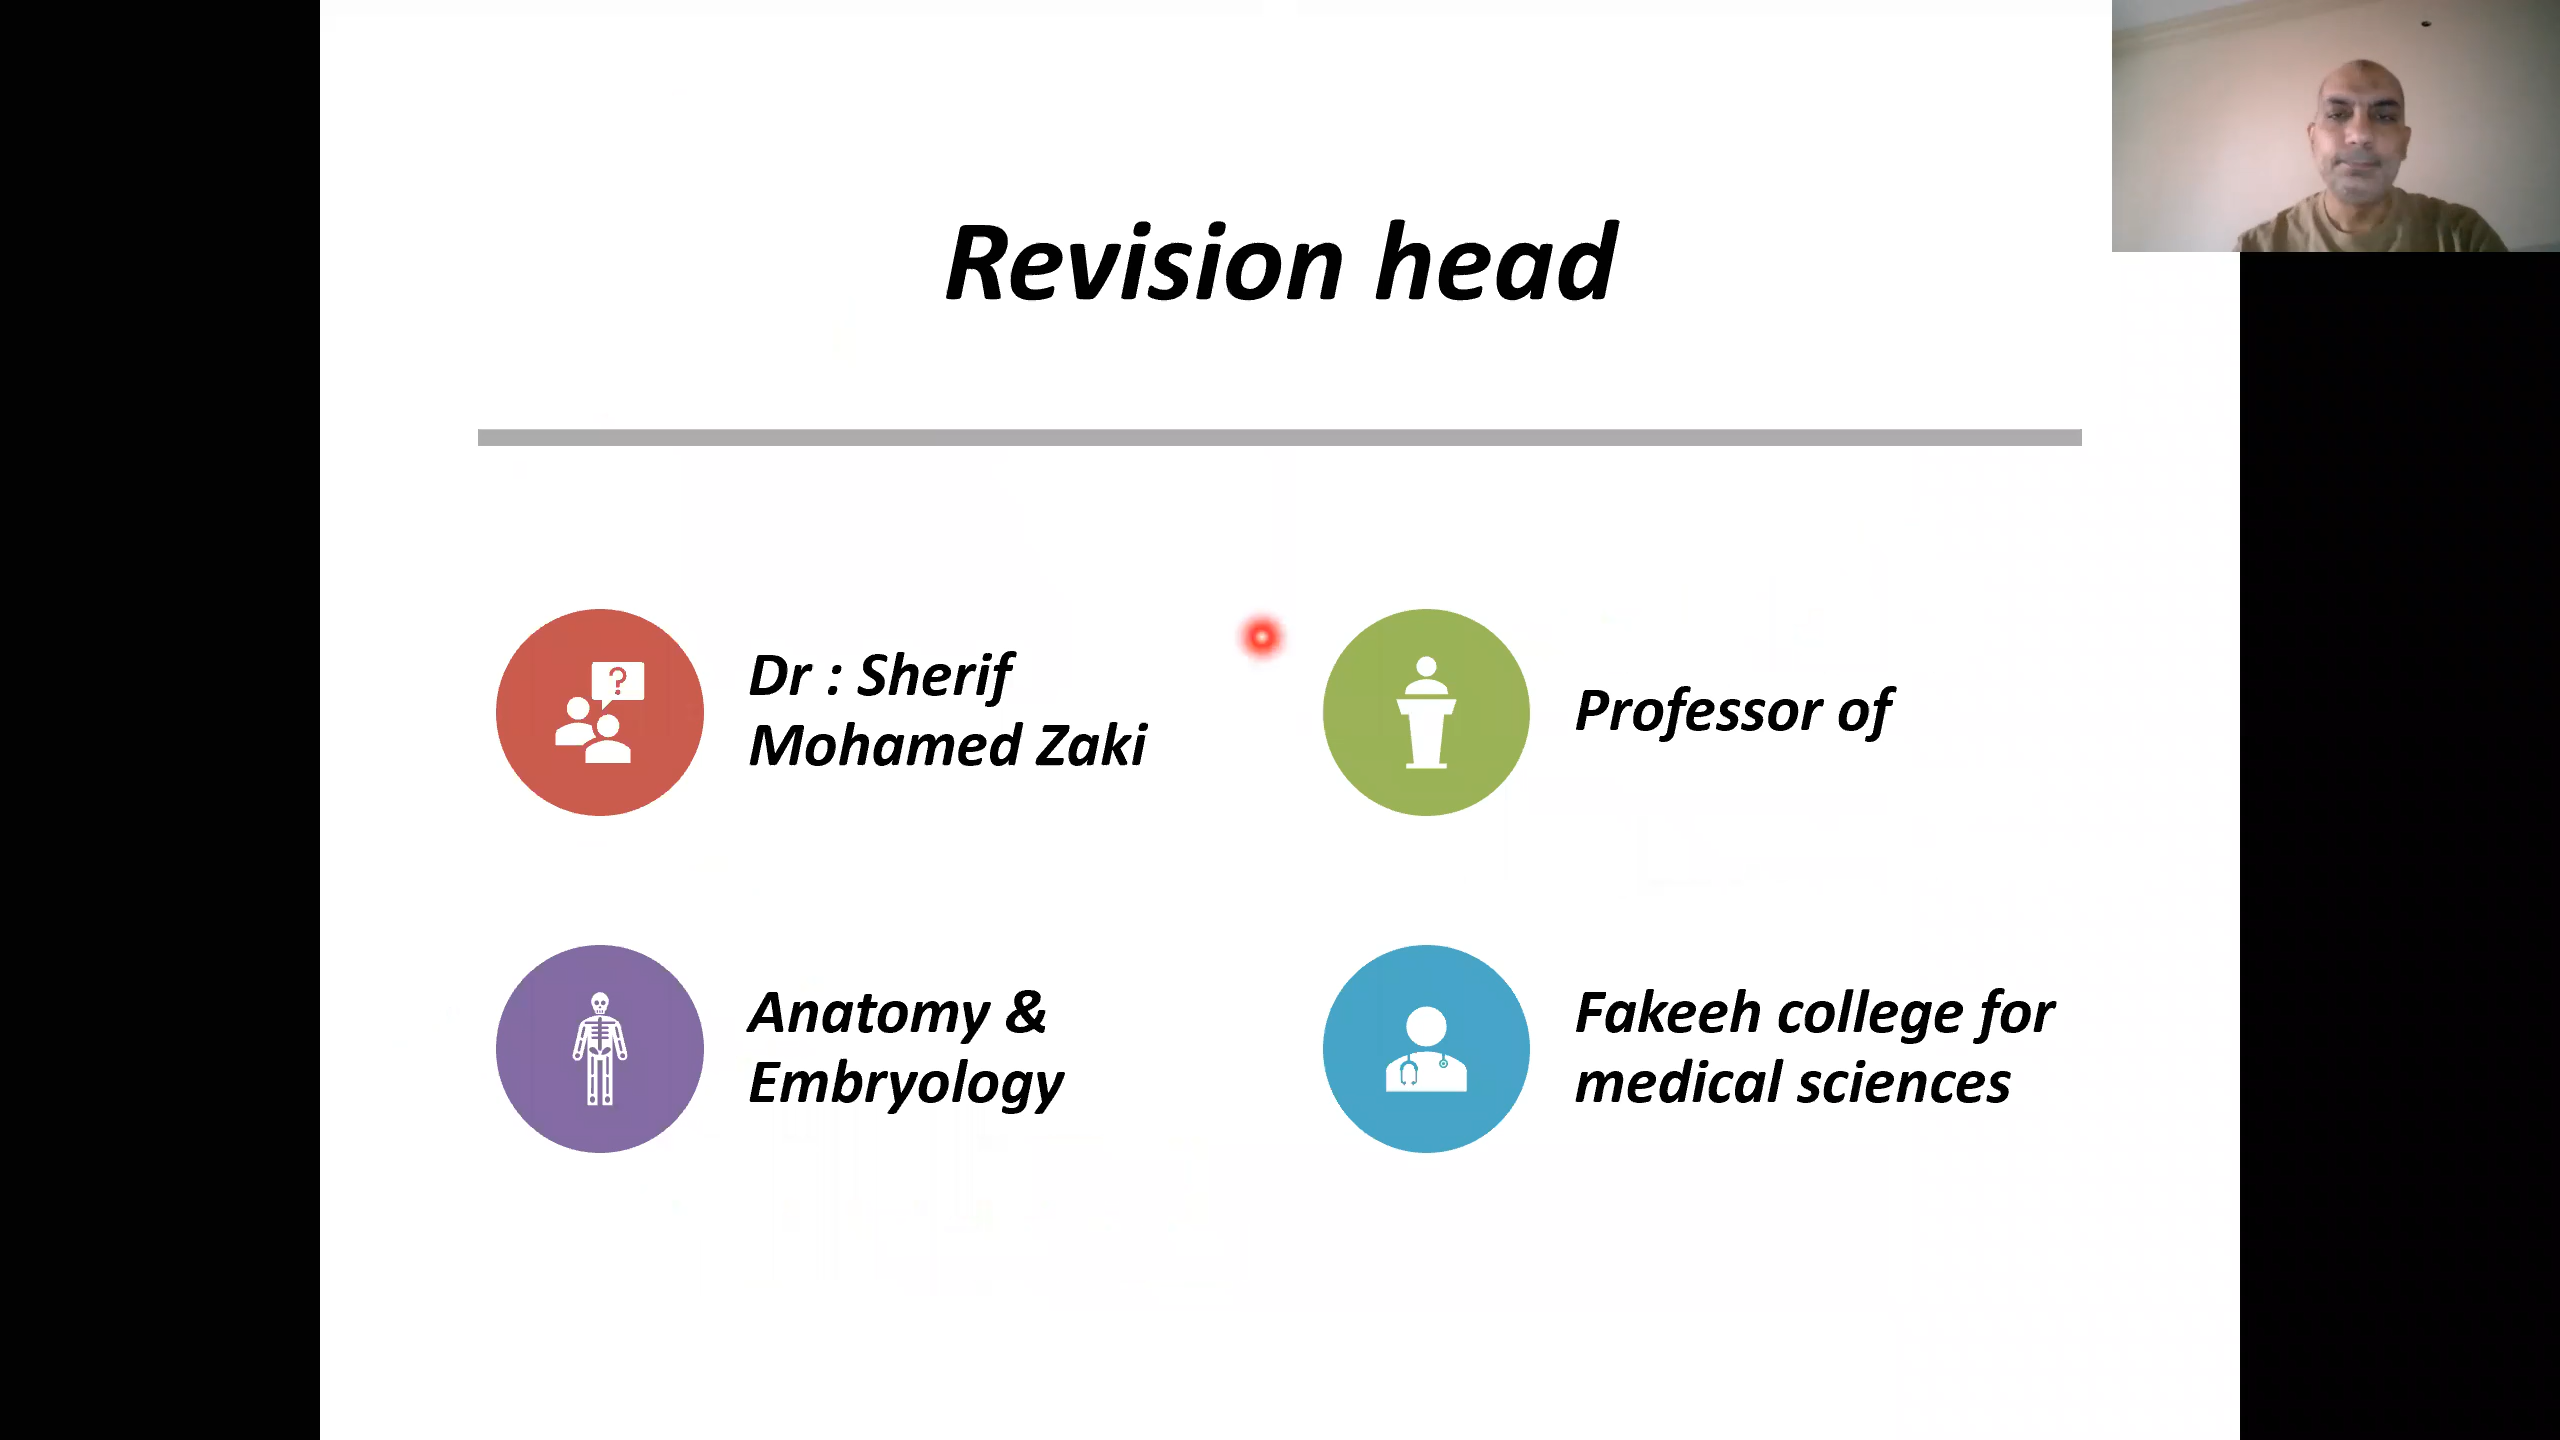 Revision head
Dr : Sherif
Mohamed Zaki
Professor of
Anatomy &
Embryology
Fakeeh college for
medical sciences
?